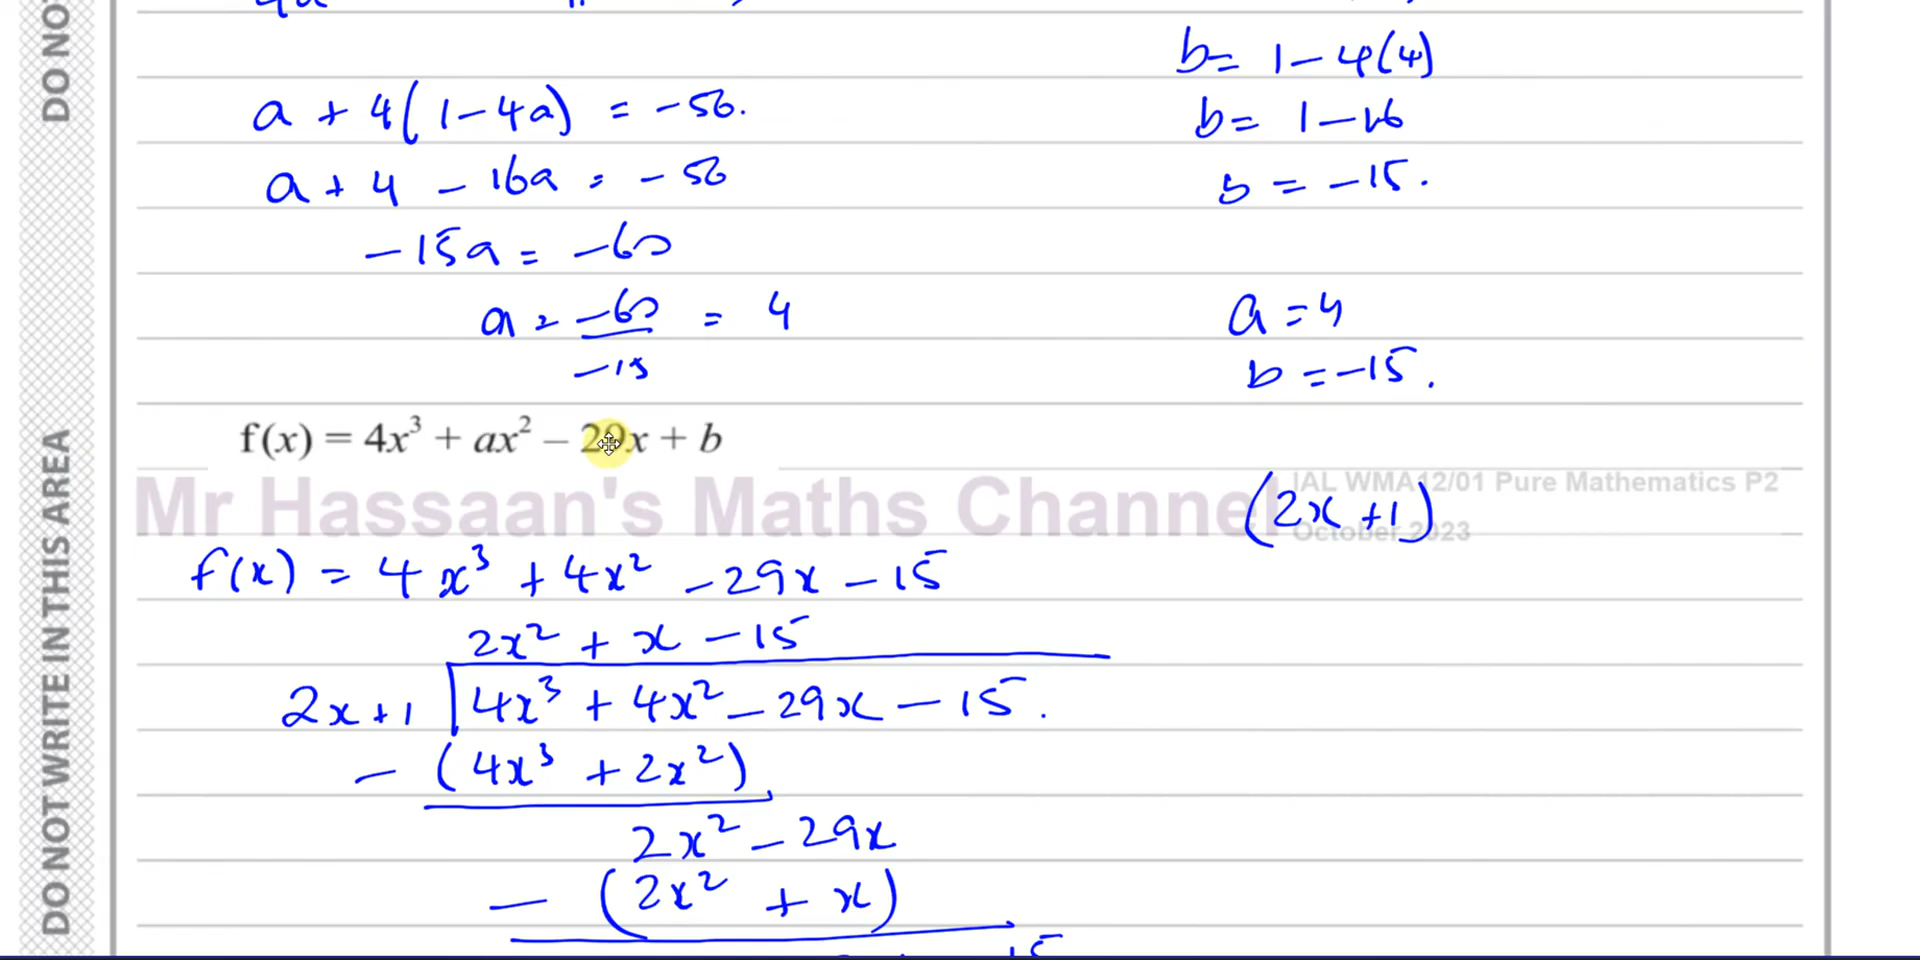 DO NOT WRITE IN THIS AREA
b= 1-4(4)
a + 4(1-4a) = -56.
b= 1-16
a + 4 - 16a = -56
b = -15.
-15a = -60
a = -60 = 4
-15
a = 4
b = -15.
f(x) = 4x³ + ax² – 29x + b
Mr Hassaan's Maths Channel
IAL WMA12/01 Pure Mathematics P2
October 2023
(2x +1)
f(x) = 4x³ + 4x² - 29x - 15
2x² + x - 15
2x+1 4x³ + 4x² - 29x - 15.
- (4x³ + 2x²)
2x² - 29x
- (2x² + x)